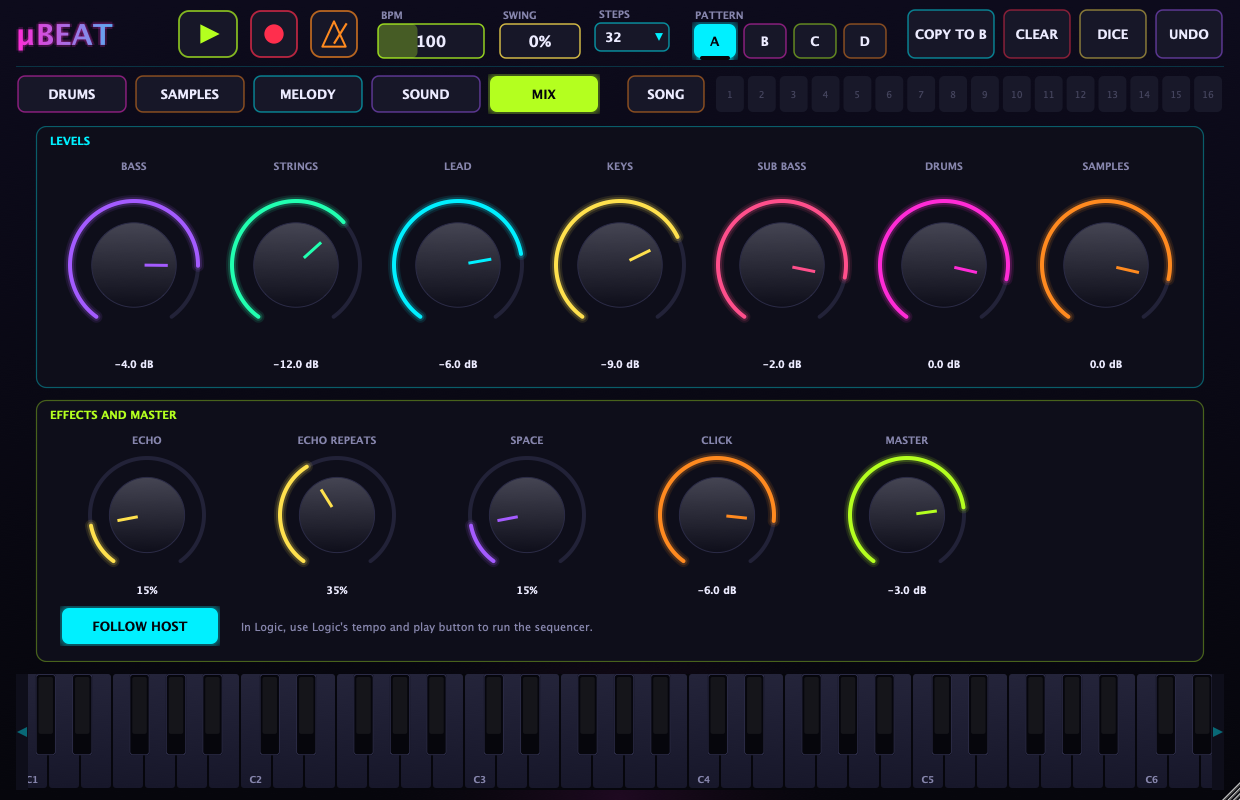 µBEAT
BPM
100
SWING
0%
STEPS
32
PATTERN
A B C D
COPY TO B CLEAR DICE UNDO
DRUMS SAMPLES MELODY SOUND MIX SONG 1 2 3 4 5 6 7 8 9 10 11 12 13 14 15 16
LEVELS
BASS STRINGS LEAD KEYS SUB BASS DRUMS SAMPLES
-4.0 dB -12.0 dB -6.0 dB -9.0 dB -2.0 dB 0.0 dB 0.0 dB
EFFECTS AND MASTER
ECHO ECHO REPEATS SPACE CLICK MASTER
15% 35% 15% -6.0 dB -3.0 dB
FOLLOW HOST In Logic, use Logic's tempo and play button to run the sequencer.
C1 C2 C3 C4 C5 C6